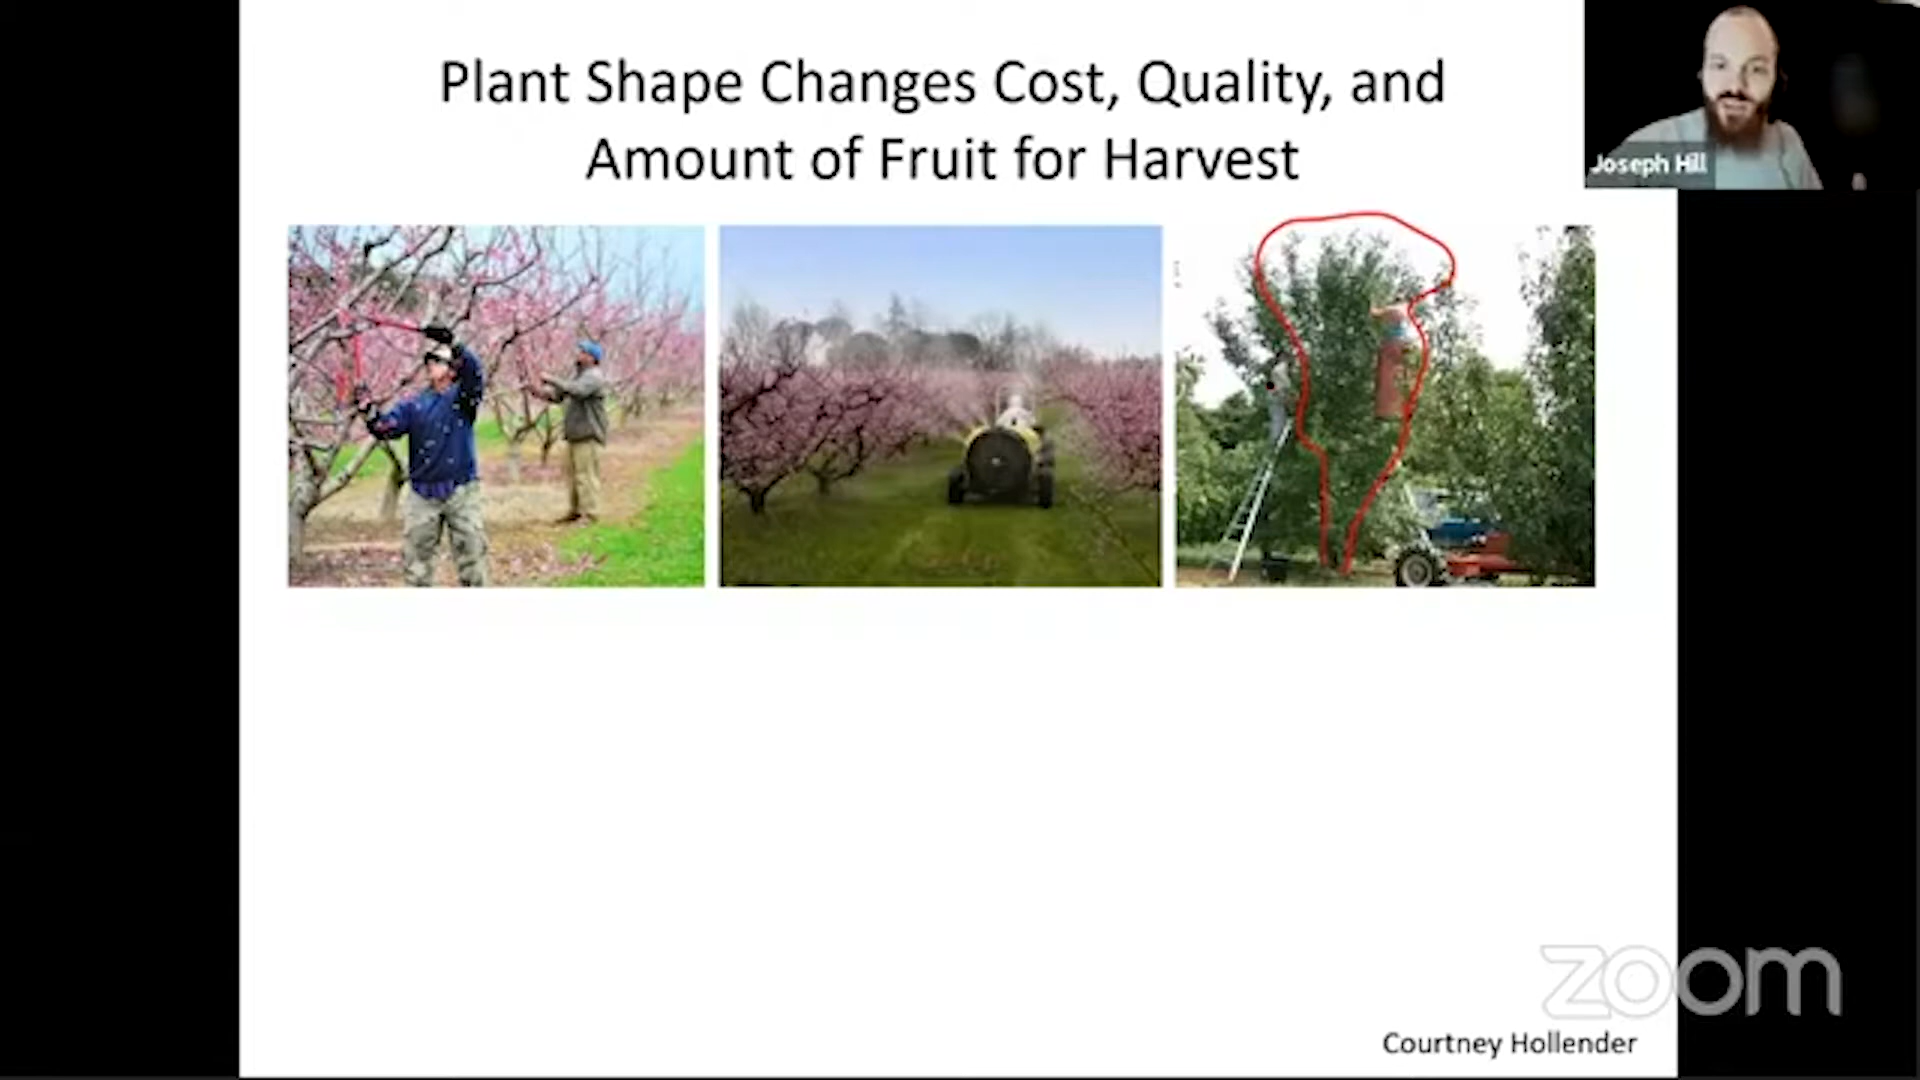 Plant Shape Changes Cost, Quality, and
Amount of Fruit for Harvest
Joseph Hill
zoom
Courtney Hollender